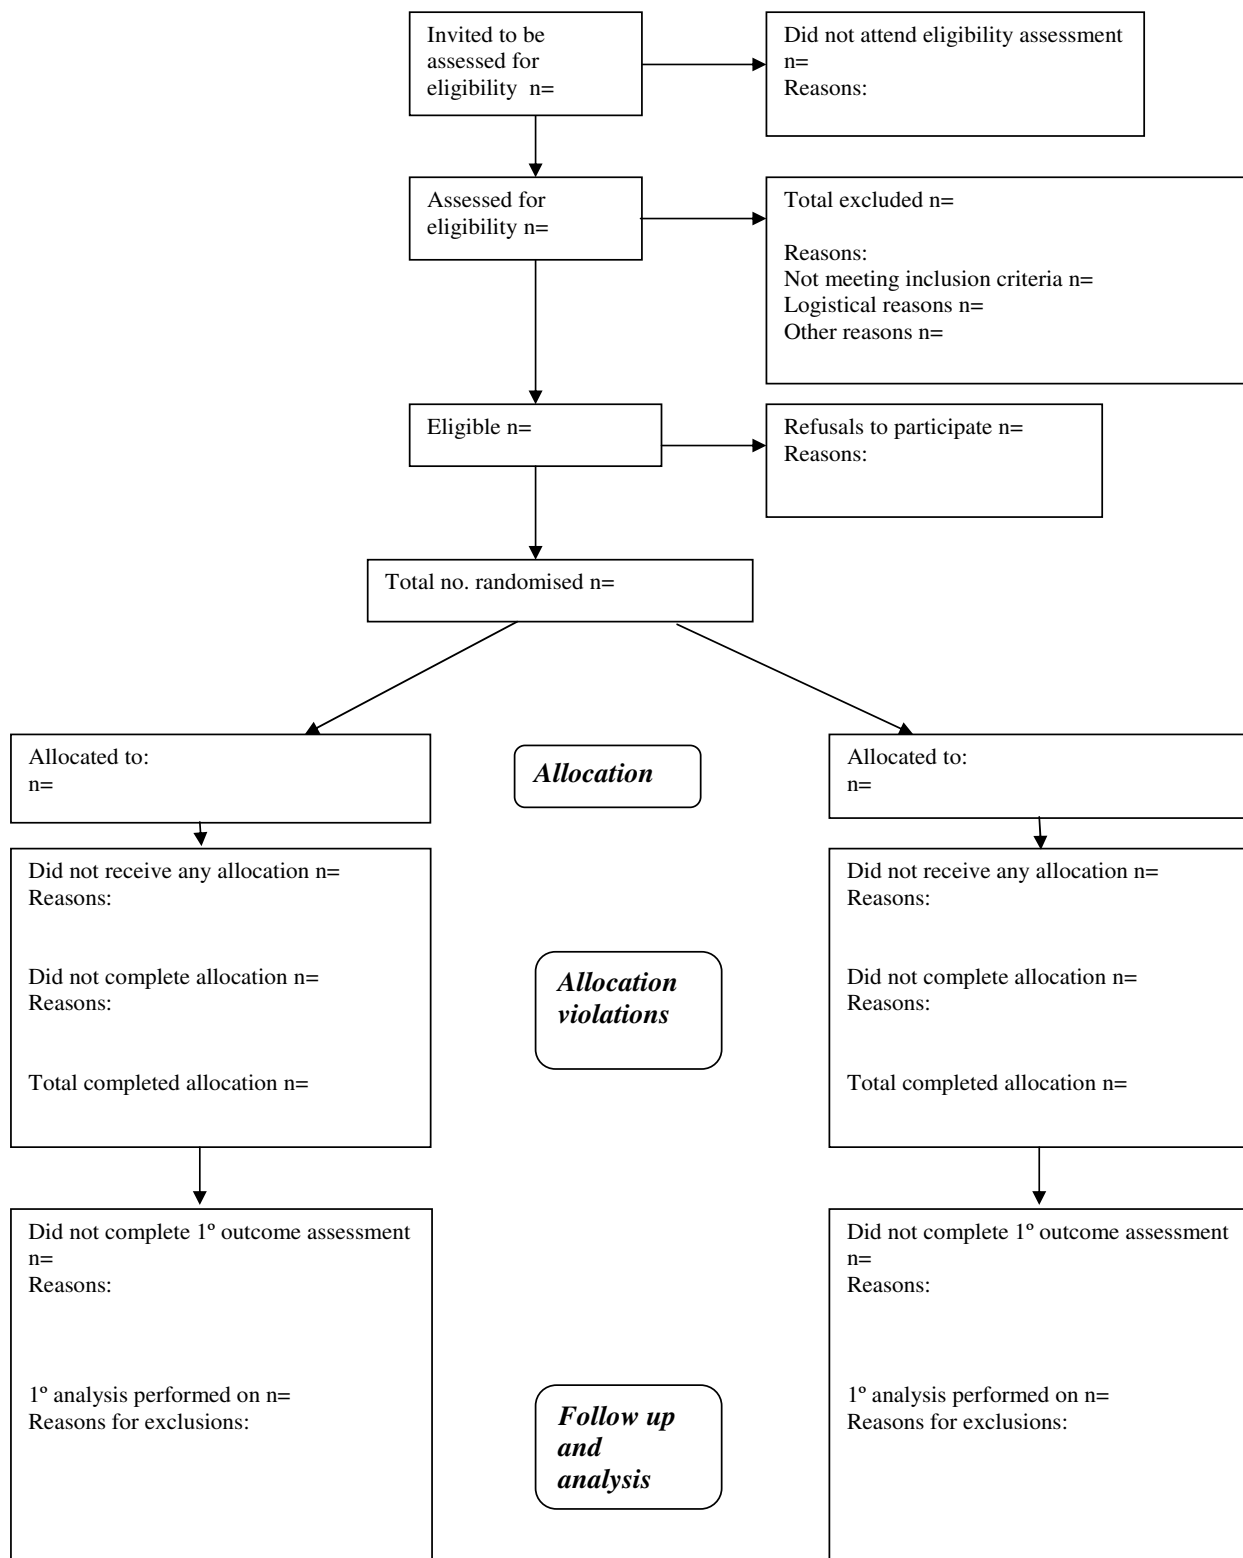 Invited to be
assessed for
eligibility  n=
Did not attend eligibility assessment
n=
Reasons:
Assessed for
eligibility n=
Total excluded n=
Reasons:
Not meeting inclusion criteria n=
Logistical reasons n=
Other reasons n=
Eligible n=
Refusals to participate n=
Reasons:
Total no. randomised n=
Allocated to:
n=
Allocation
Allocated to:
n=
Did not receive any allocation n=
Reasons:
Did not complete allocation n=
Reasons:
Total completed allocation n=
Allocation
violations
Did not receive any allocation n=
Reasons:
Did not complete allocation n=
Reasons:
Total completed allocation n=
Did not complete 1º outcome assessment
n=
Reasons:
1º analysis performed on n=
Reasons for exclusions:
Follow up
and
analysis
Did not complete 1º outcome assessment
n=
Reasons:
1º analysis performed on n=
Reasons for exclusions: